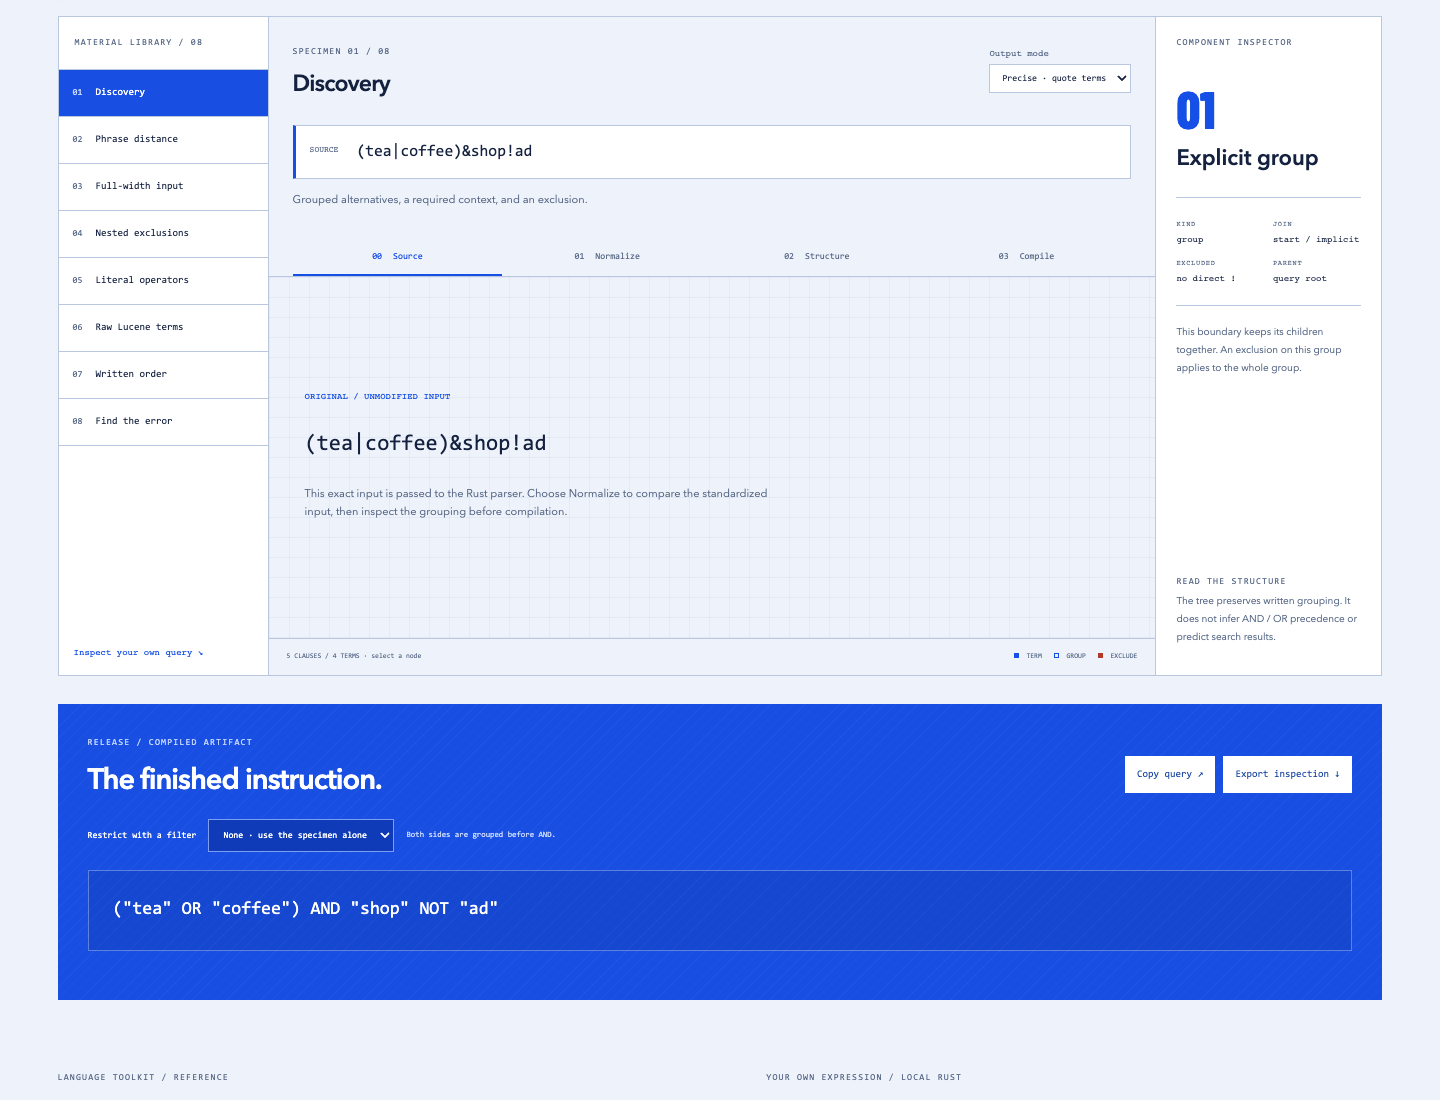 MATERIAL LIBRARY / 08
01 Discovery
02 Phrase distance
03 Full-width input
04 Nested exclusions
05 Literal operators
06 Raw Lucene terms
07 Written order
08 Find the error
Inspect your own query ↘
SPECIMEN 01 / 08
Discovery
Output mode
Precise · quote terms
SOURCE (tea|coffee)&shop!ad
Grouped alternatives, a required context, and an exclusion.
00 Source 01 Normalize 02 Structure 03 Compile
ORIGINAL / UNMODIFIED INPUT
(tea|coffee)&shop!ad
This exact input is passed to the Rust parser. Choose Normalize to compare the standardized
input, then inspect the grouping before compilation.
5 CLAUSES / 4 TERMS · select a node
TERM GROUP EXCLUDE
COMPONENT INSPECTOR
01
Explicit group
KIND JOIN
group start / implicit
EXCLUDED PARENT
no direct ! query root
This boundary keeps its children
together. An exclusion on this group
applies to the whole group.
READ THE STRUCTURE
The tree preserves written grouping. It
does not infer AND / OR precedence or
predict search results.
RELEASE / COMPILED ARTIFACT
The finished instruction.
Copy query ↗ Export inspection ↓
Restrict with a filter None · use the specimen alone Both sides are grouped before AND.
("tea" OR "coffee") AND "shop" NOT "ad"
LANGUAGE TOOLKIT / REFERENCE
YOUR OWN EXPRESSION / LOCAL RUST